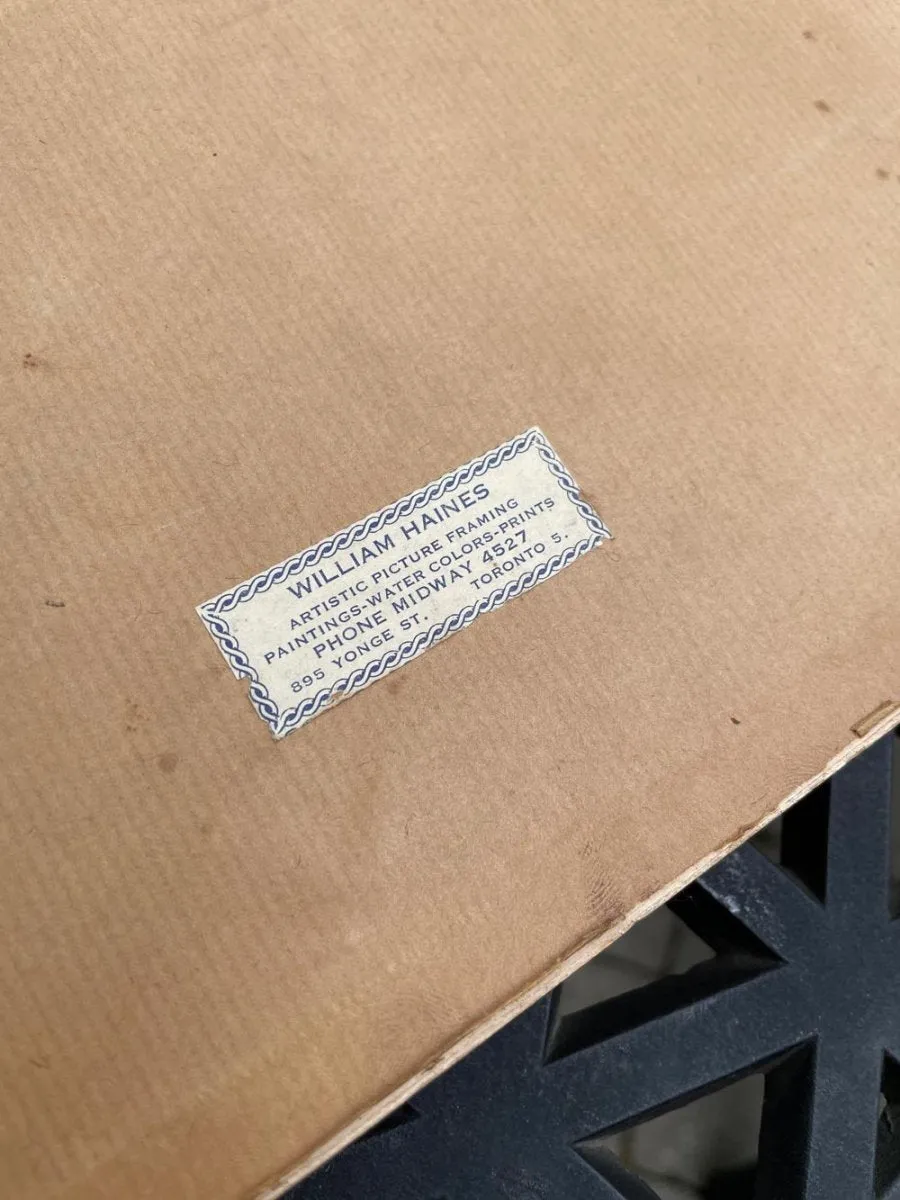 WILLIAM HAINES
ARTISTIC PICTURE FRAMING
PAINTINGS-WATER COLORS-PRINTS
PHONE MIDWAY 4527
895 YONGE ST. TORONTO 5.